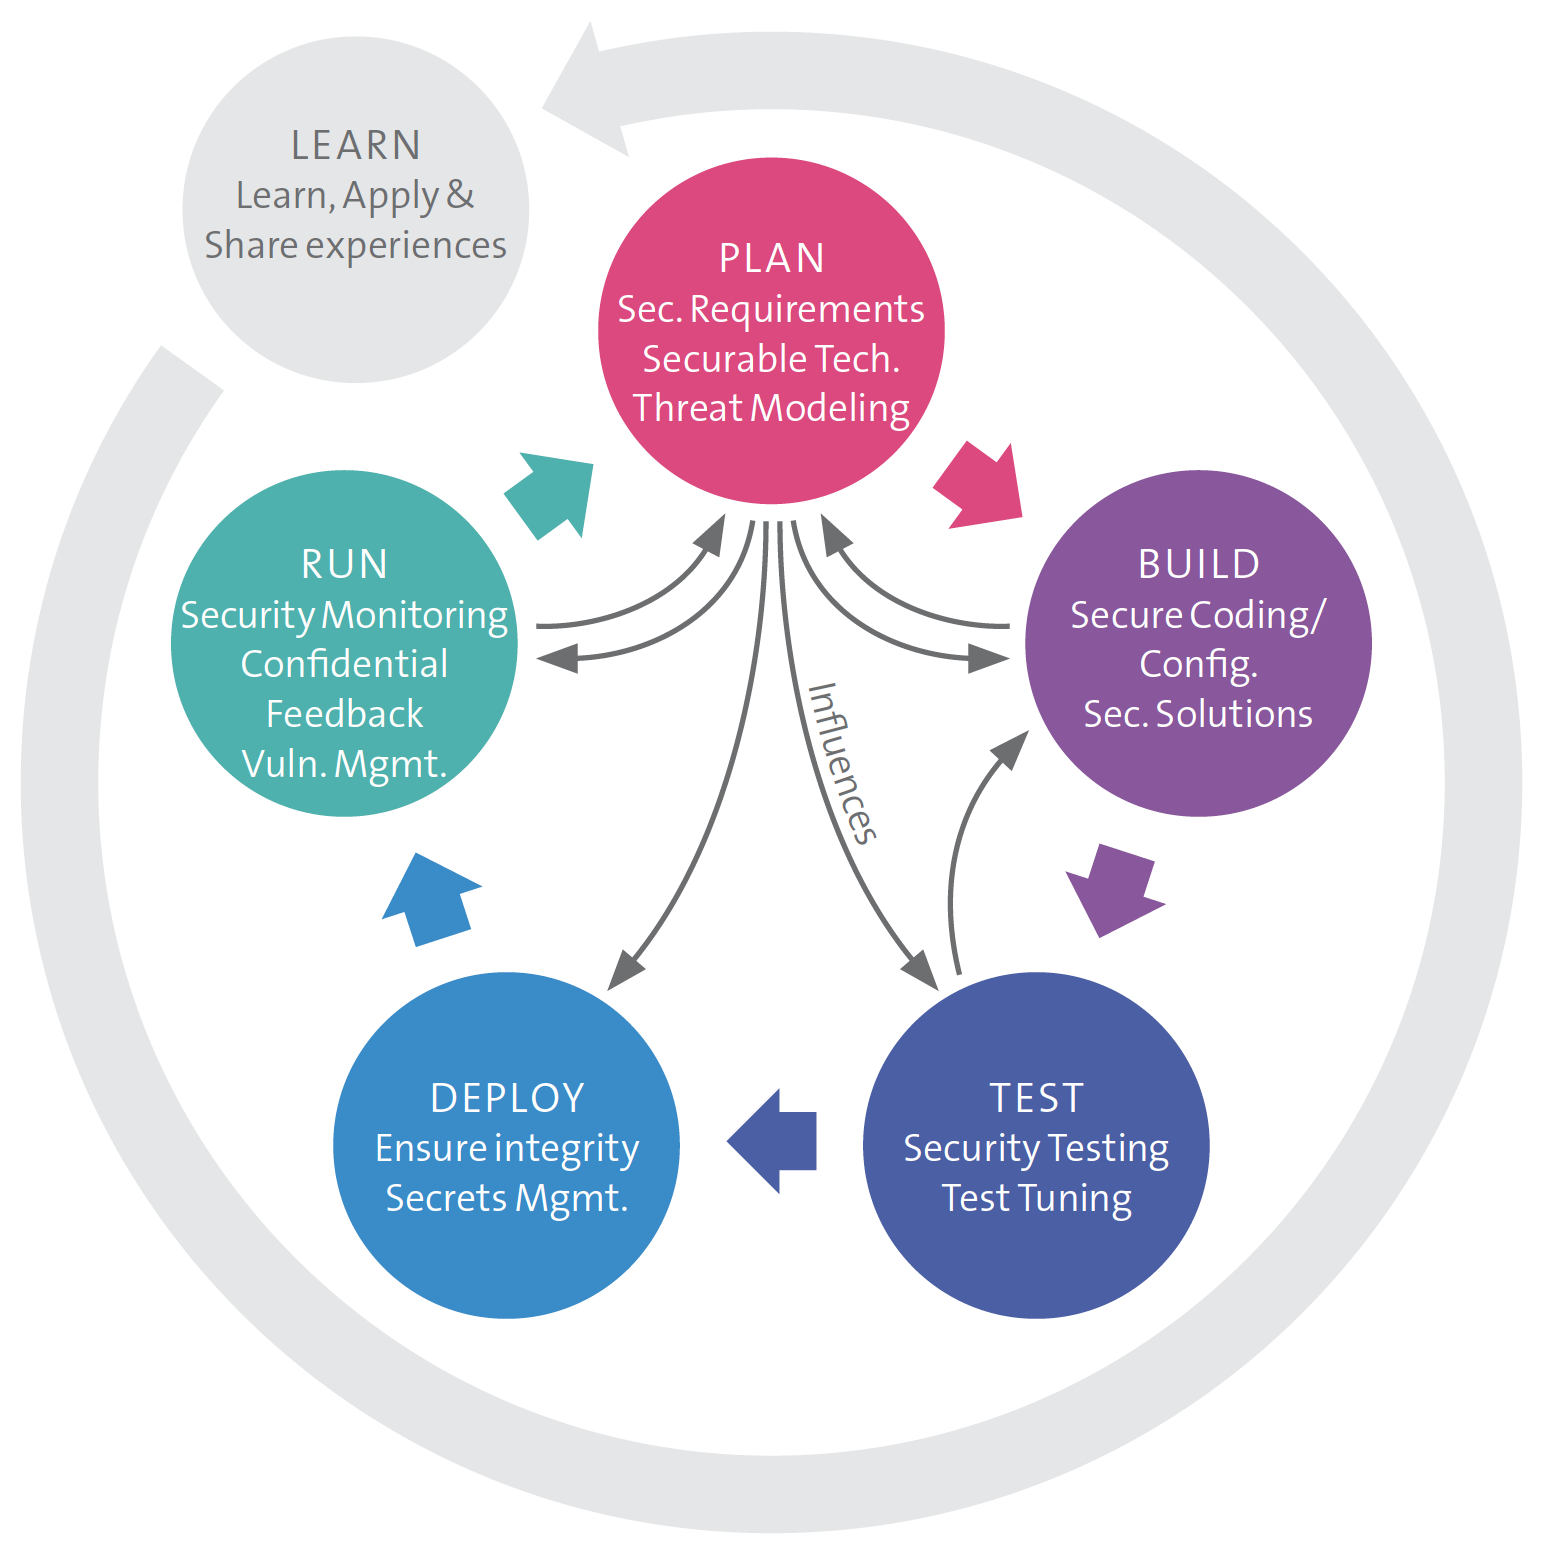 LEARN
Learn, Apply &
Share experiences
PLAN
Sec. Requirements
Securable Tech.
Threat Modeling
RUN
Security Monitoring
Confidential
Feedback
Vuln. Mgmt.
BUILD
Secure Coding/
Config.
Sec. Solutions
Influences
DEPLOY
Ensure integrity
Secrets Mgmt.
TEST
Security Testing
Test Tuning